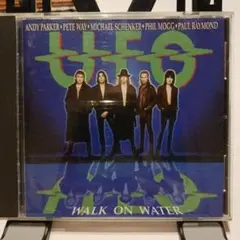 ANDY PARKER • PETE WAY • MICHAEL SCHENKER • PHIL MOGG • PAUL RAYMOND
UFO
WALK ON WATER